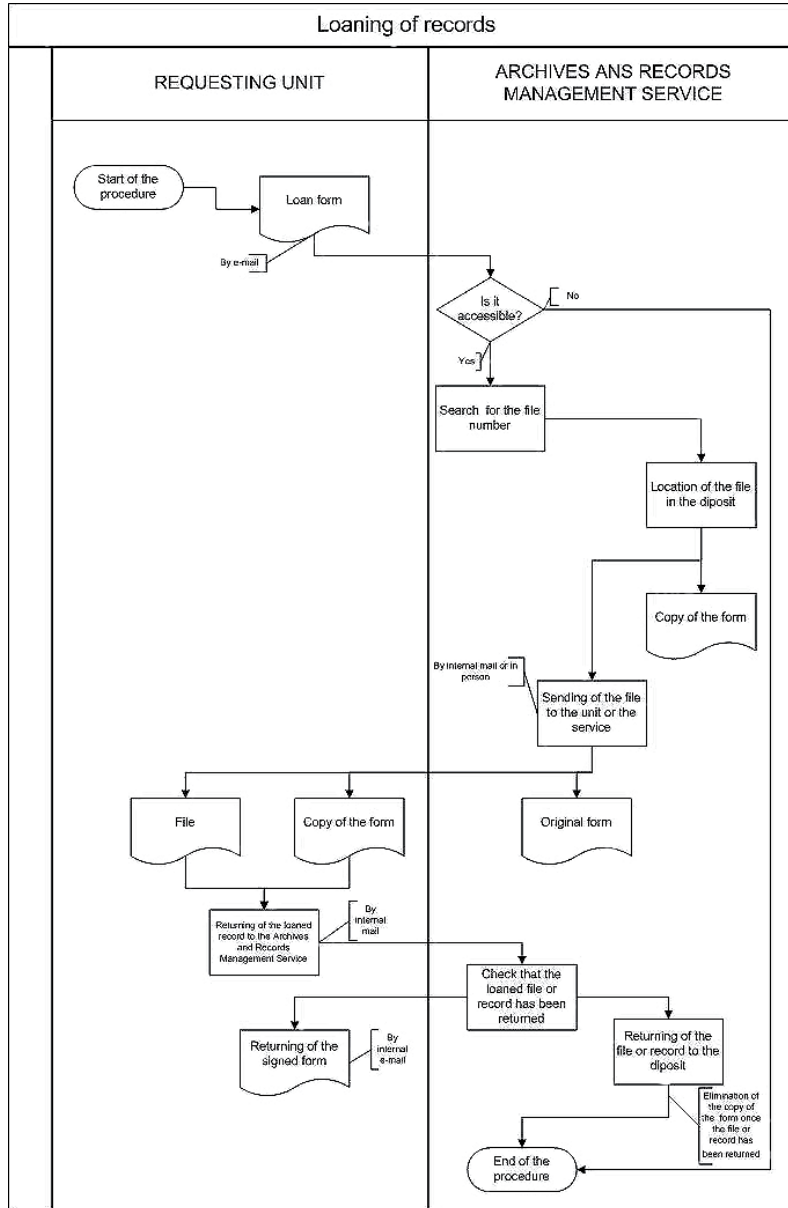 Loaning of records
REQUESTING UNIT
ARCHIVES ANS RECORDS
MANAGEMENT SERVICE
Start of the
procedure
Loan form
By e-mail
Is it
accessible?
No
Yes
Search for the file
number
Location of the file
in the diposit
Copy of the form
By internal mail or in
person
Sending of the file
to the unit or the
service
File
Copy of the form
Original form
Returning of the loaned
record to the Archives
and Records
Management Service
By
internal
mail
Check that the
loaned file or
record has been
returned
Returning of the
signed form
By
internal
e-mail
Returning of the
file or record to the
diposit
Elimination of
the copy of
the form once
the file or
record has
been returned
End of the
procedure